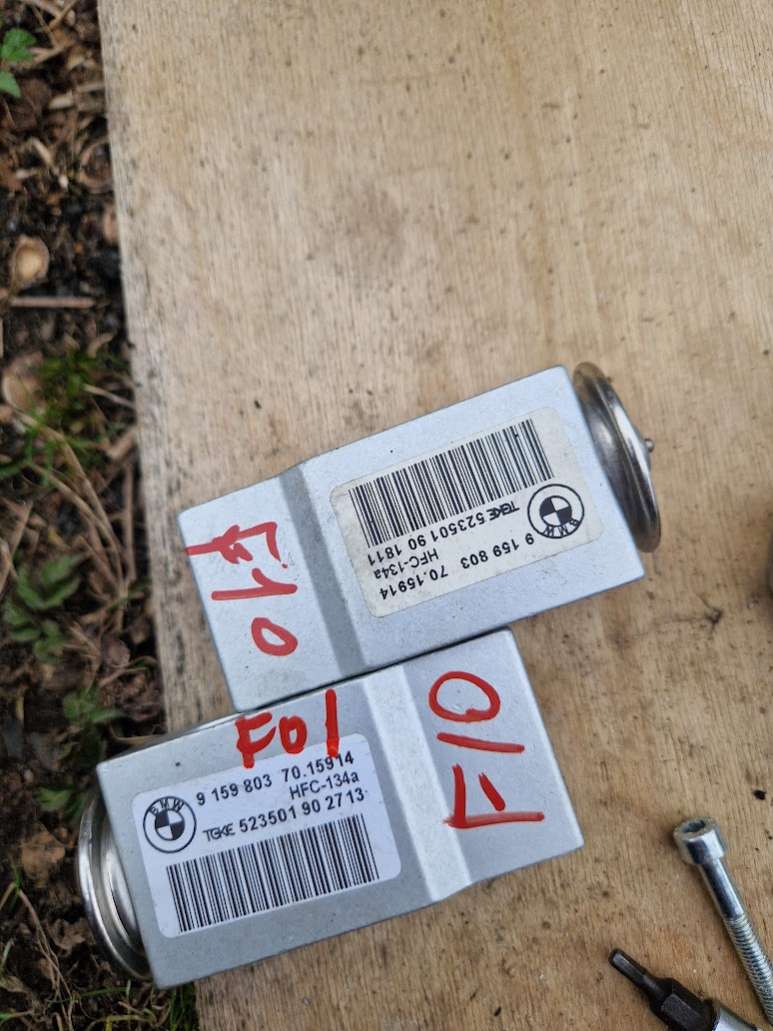 F10
BMW
9 159 803 70.15914
HFC-134a
TGKE 523501 90 1811
F01
F10
BMW
9 159 803 70.15914
HFC-134a
TGKE 523501 90 2713